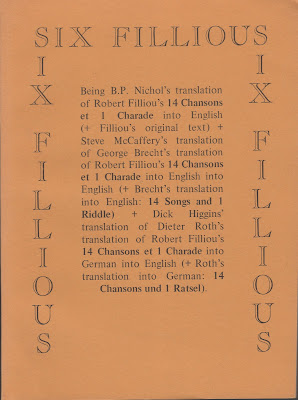 SIX FILLIOUS
SIX FILLIOUS
Being B.P. Nichol's translation
of Robert Filliou's 14 Chansons
et 1 Charade into English
(+ Filliou's original text) +
Steve McCaffery's translation
of George Brecht's translation
of Robert Filliou's 14 Chansons
et 1 Charade into English into
English (+ Brecht's translation
into English: 14 Songs and 1
Riddle) + Dick Higgins'
translation of Dieter Roth's
translation of Robert Filliou's
14 Chansons et 1 Charade into
German into English (+ Roth's
translation into German: 14
Chansons und 1 Ratsel).
SIX FILLIOUS